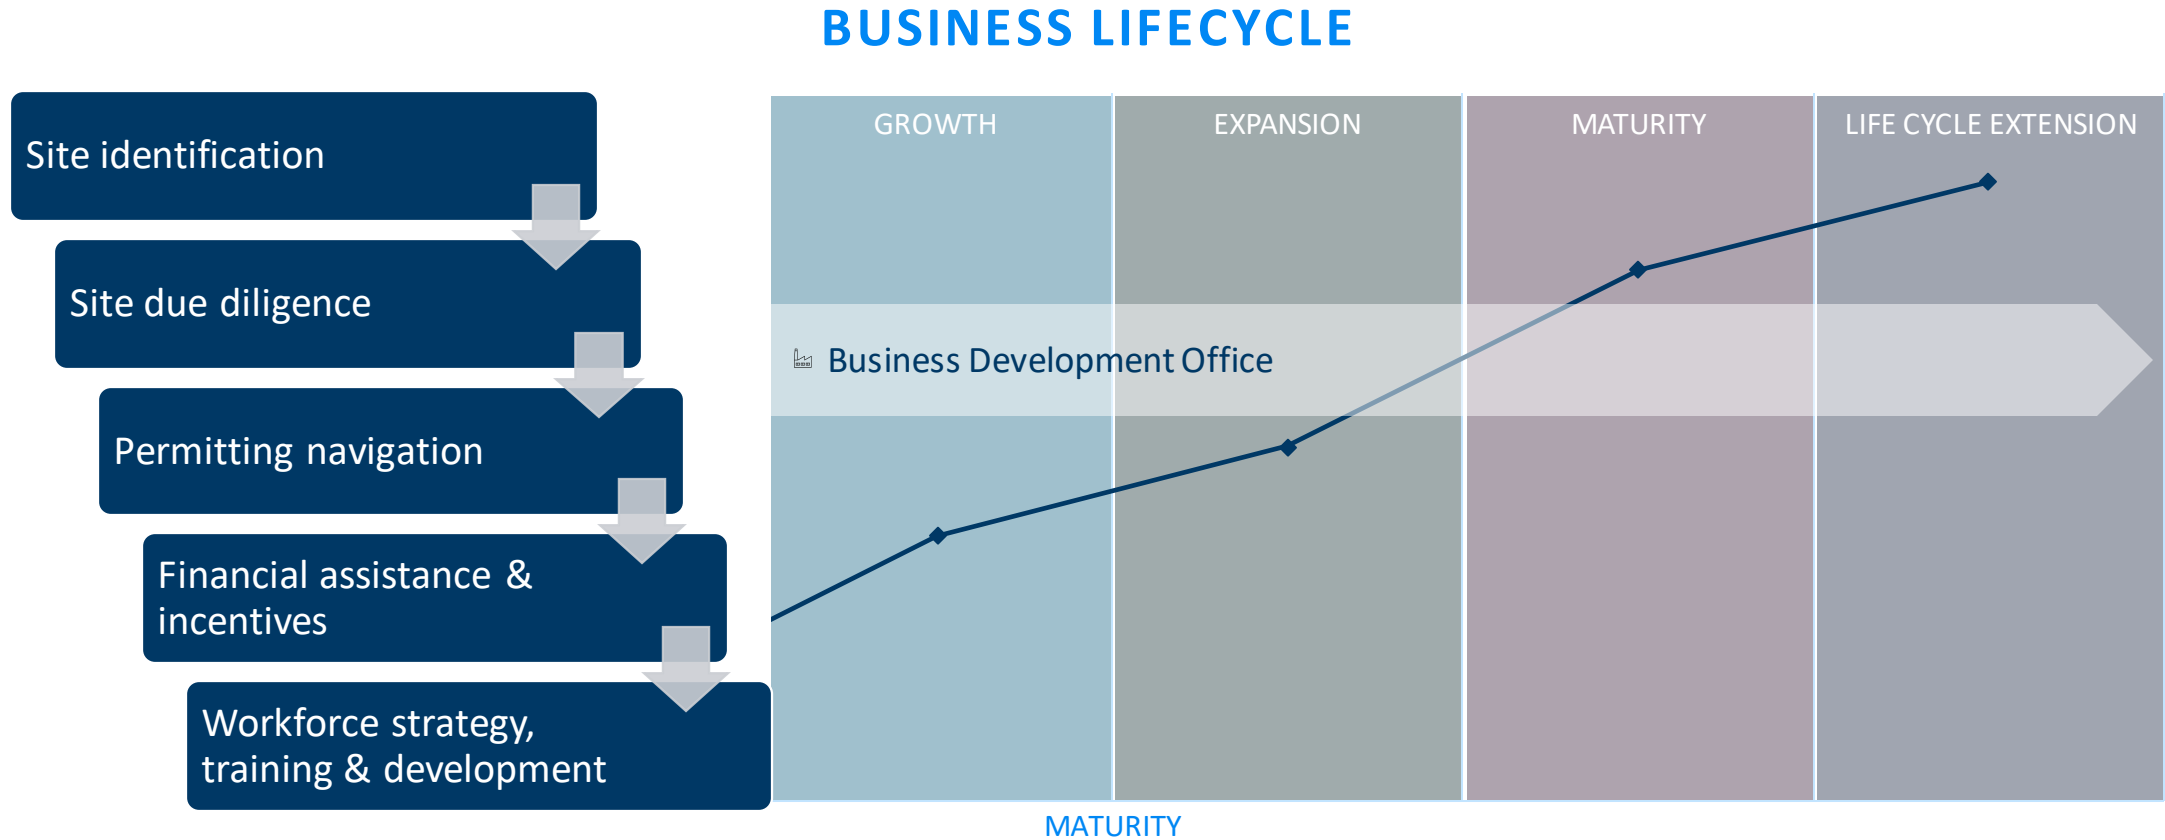 BUSINESS LIFECYCLE
Site identification
Site due diligence
Permitting navigation
Financial assistance &
incentives
Workforce strategy,
training & development
GROWTH
EXPANSION
MATURITY
LIFE CYCLE EXTENSION
Business Development Office
MATURITY